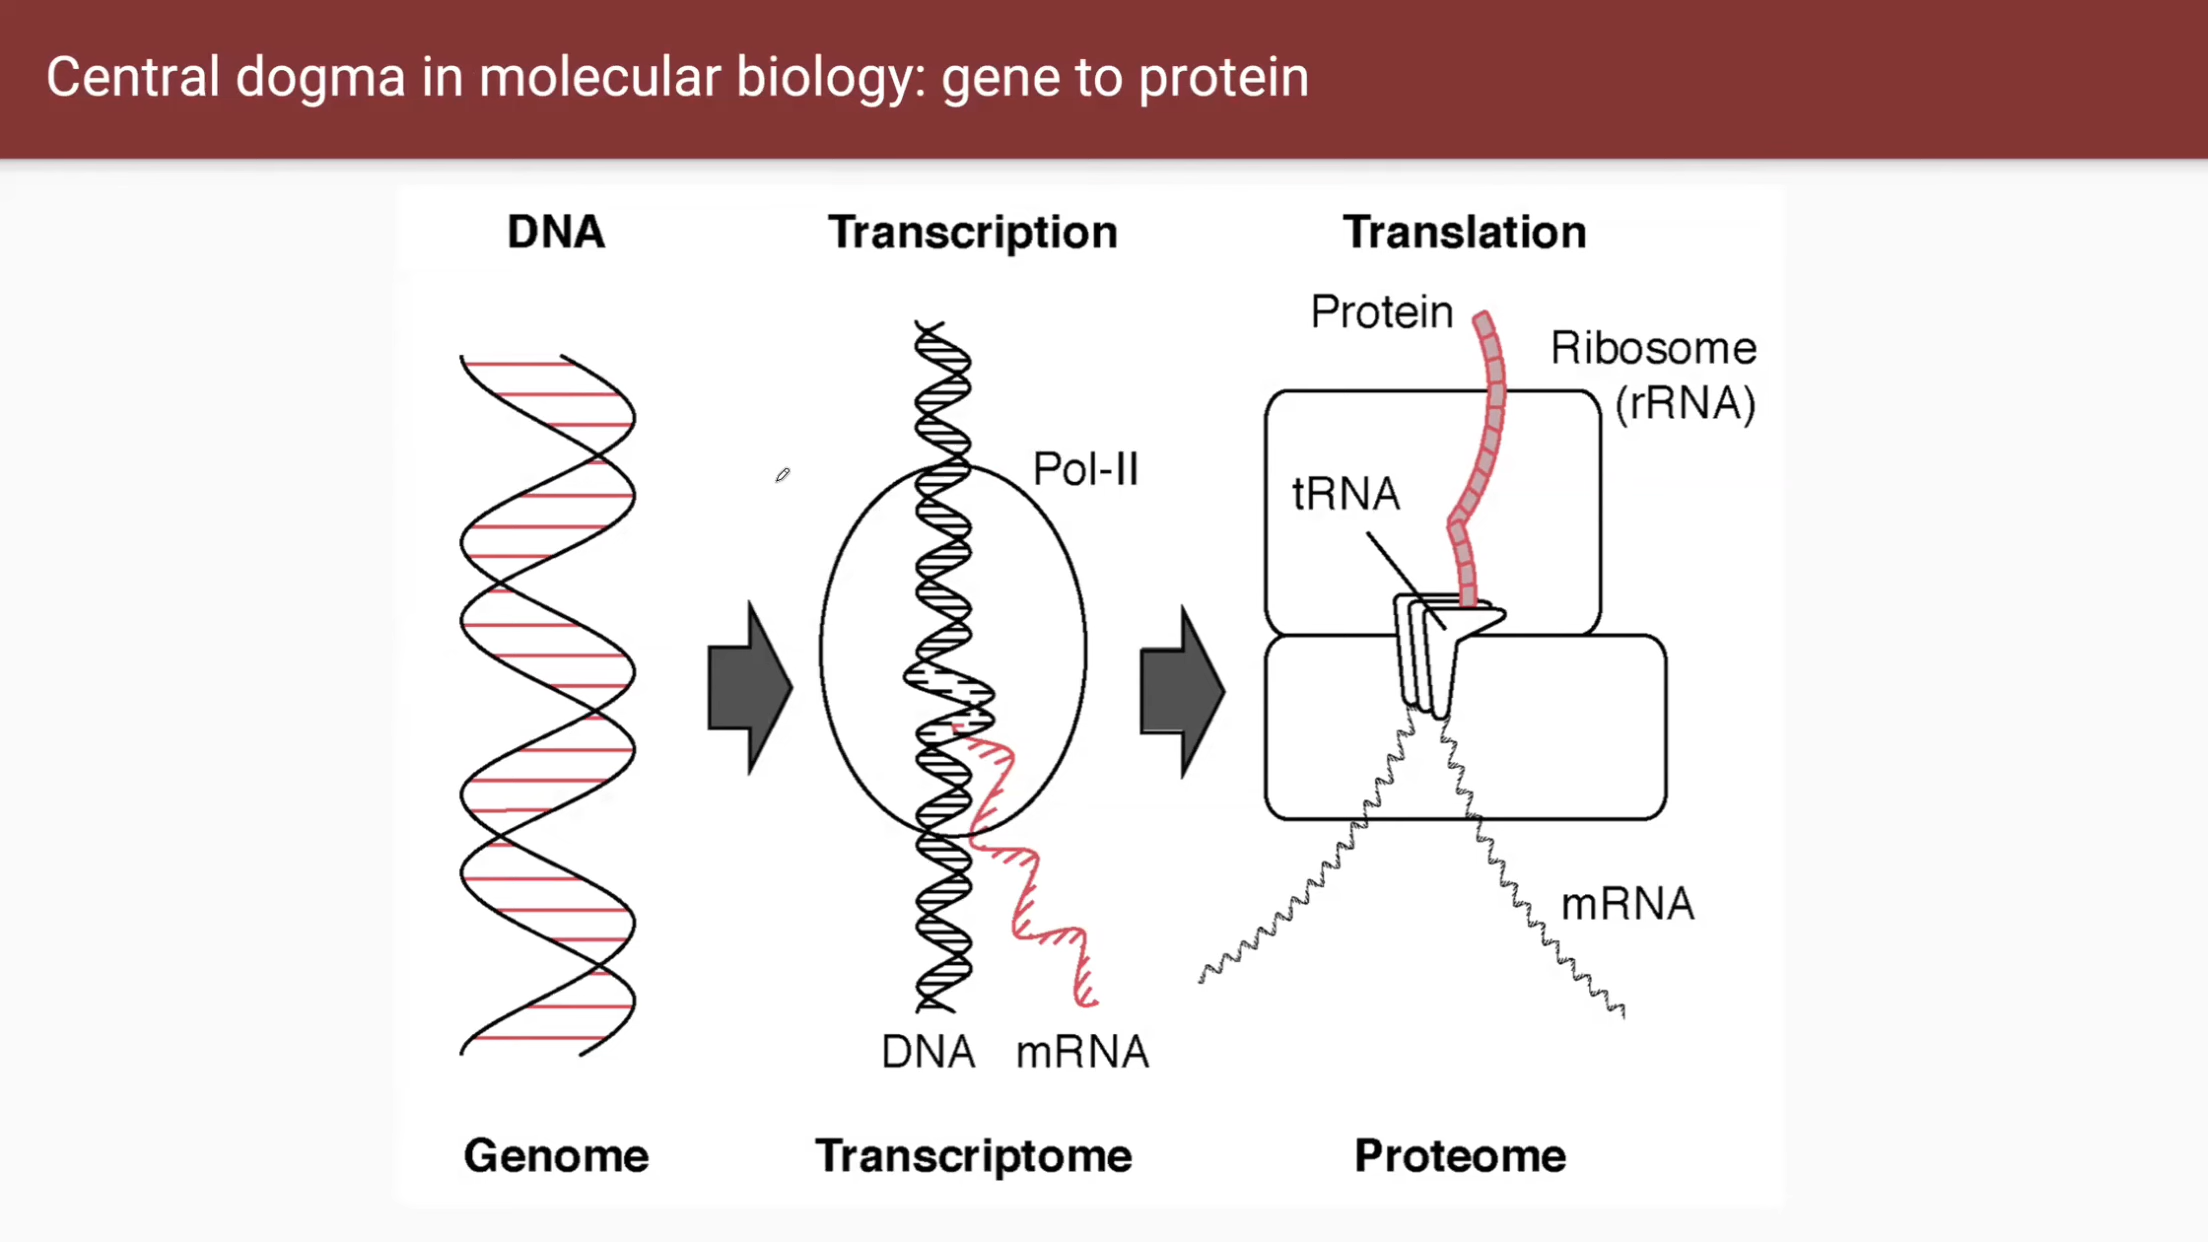 Central dogma in molecular biology: gene to protein
DNA
Transcription
Translation
Protein
Ribosome
(rRNA)
Pol-II
tRNA
mRNA
DNA
mRNA
Genome
Transcriptome
Proteome